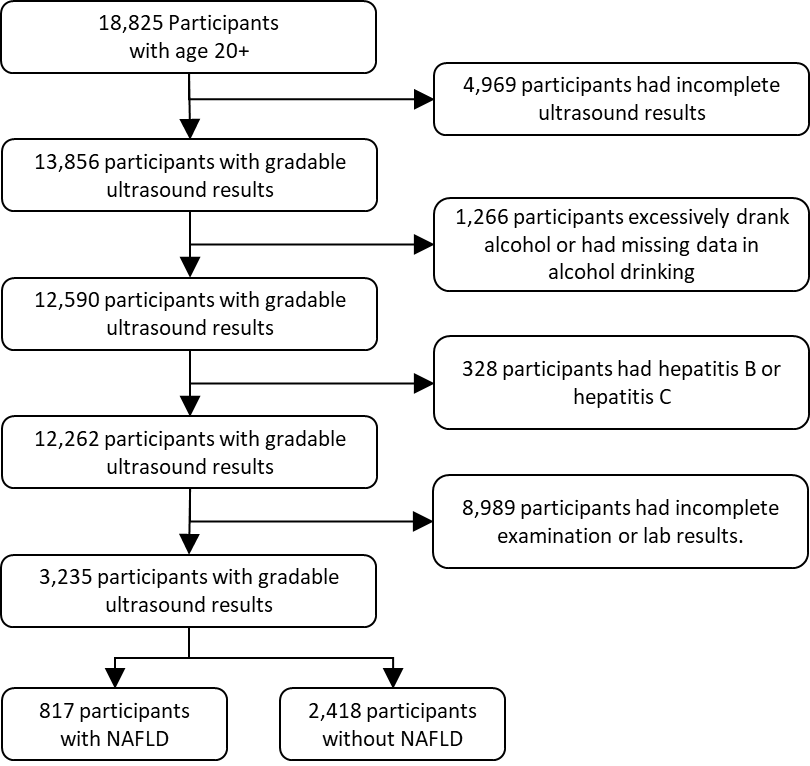 18,825 Participants
with age 20+
4,969 participants had incomplete
ultrasound results
13,856 participants with gradable
ultrasound results
1,266 participants excessively drank
alcohol or had missing data in
alcohol drinking
12,590 participants with gradable
ultrasound results
328 participants had hepatitis B or
hepatitis C
12,262 participants with gradable
ultrasound results
8,989 participants had incomplete
examination or lab results.
3,235 participants with gradable
ultrasound results
817 participants
with NAFLD
2,418 participants
without NAFLD